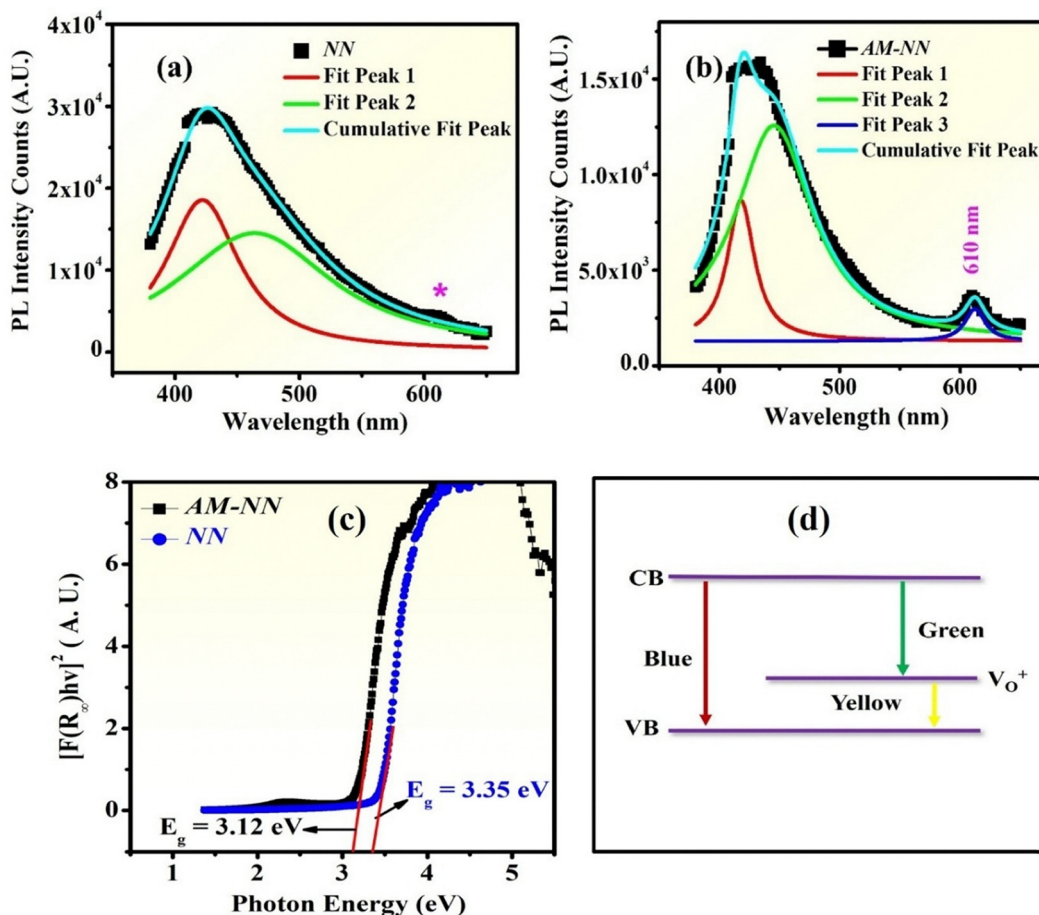 5x10⁴
4x10⁴
3x10⁴
2x10⁴
1x10⁴
0
PL Intensity Counts (A.U.)
(a)
NN
Fit Peak 1
Fit Peak 2
Cumulative Fit Peak
*
400 500 600
Wavelength (nm)
1.5x10⁴
1.0x10⁴
5.0x10³
0.0
PL Intensity Counts (A.U.)
(b)
AM-NN
Fit Peak 1
Fit Peak 2
Fit Peak 3
Cumulative Fit Peak
610 nm
400 500 600
Wavelength (nm)
8
6
4
2
0
[F(R∞)hν]² ( A. U.)
AM-NN
NN
(c)
E_g = 3.35 eV
E_g = 3.12 eV
1 2 3 4 5
Photon Energy (eV)
(d)
CB
Green
Blue
V_O⁺
Yellow
VB